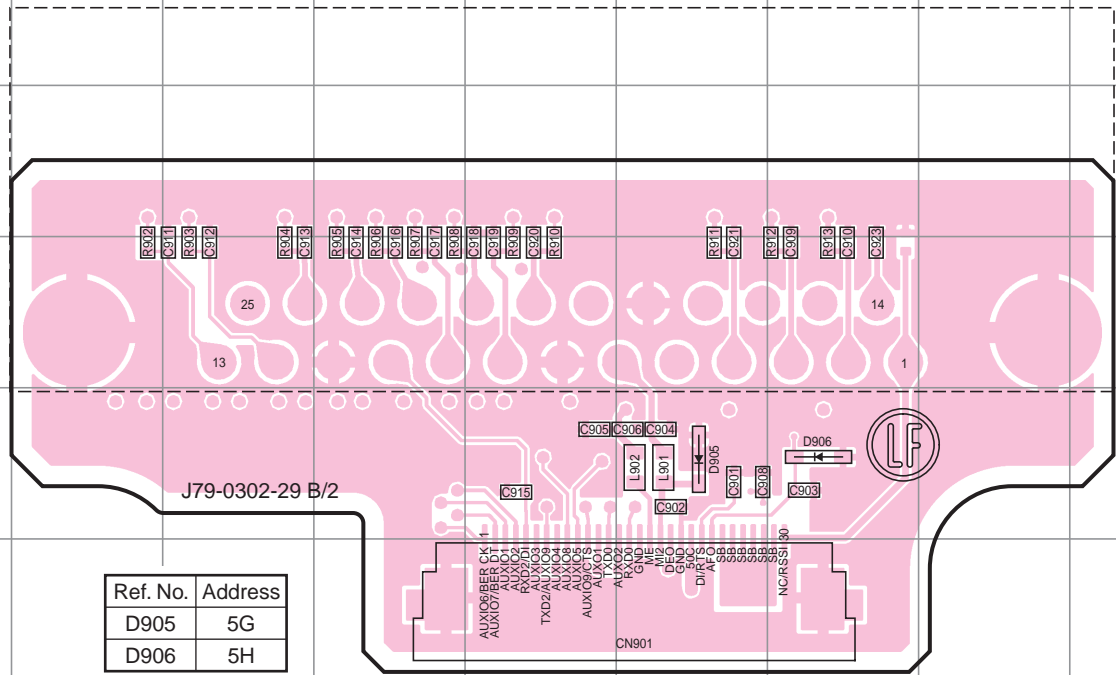 R902 C911 R903 C912 R904 C913 R905 C914 R906 C916 R907 C917 R908 C918 C919 R909 C920 R910 R911 C921 R912 C909 R913 C910 C923
25 14
13 1
C905 C906 C904
D906
LF
L902 L901 D905
C901 C908
C915 C903
C902
J79-0302-29 B/2
AUXIO6/BER CK 1
AUXIO7/BER DT
AUXIO1
AUXIO2
RXD2/DI
AUXIO3
TXD2/AUXIO9
AUXIO4
AUXIO8
AUXIO5
AUXIO9/CTS
AUXO1
TXD0
AUXO2
RXD0
GND
ME
MI2
DEO
GND
50C
DI/RTS
AFO
SB
SB
SB
SB
SB
SB
NC/RSSI 30
CN901
Ref. No. Address
D905 5G
D906 5H